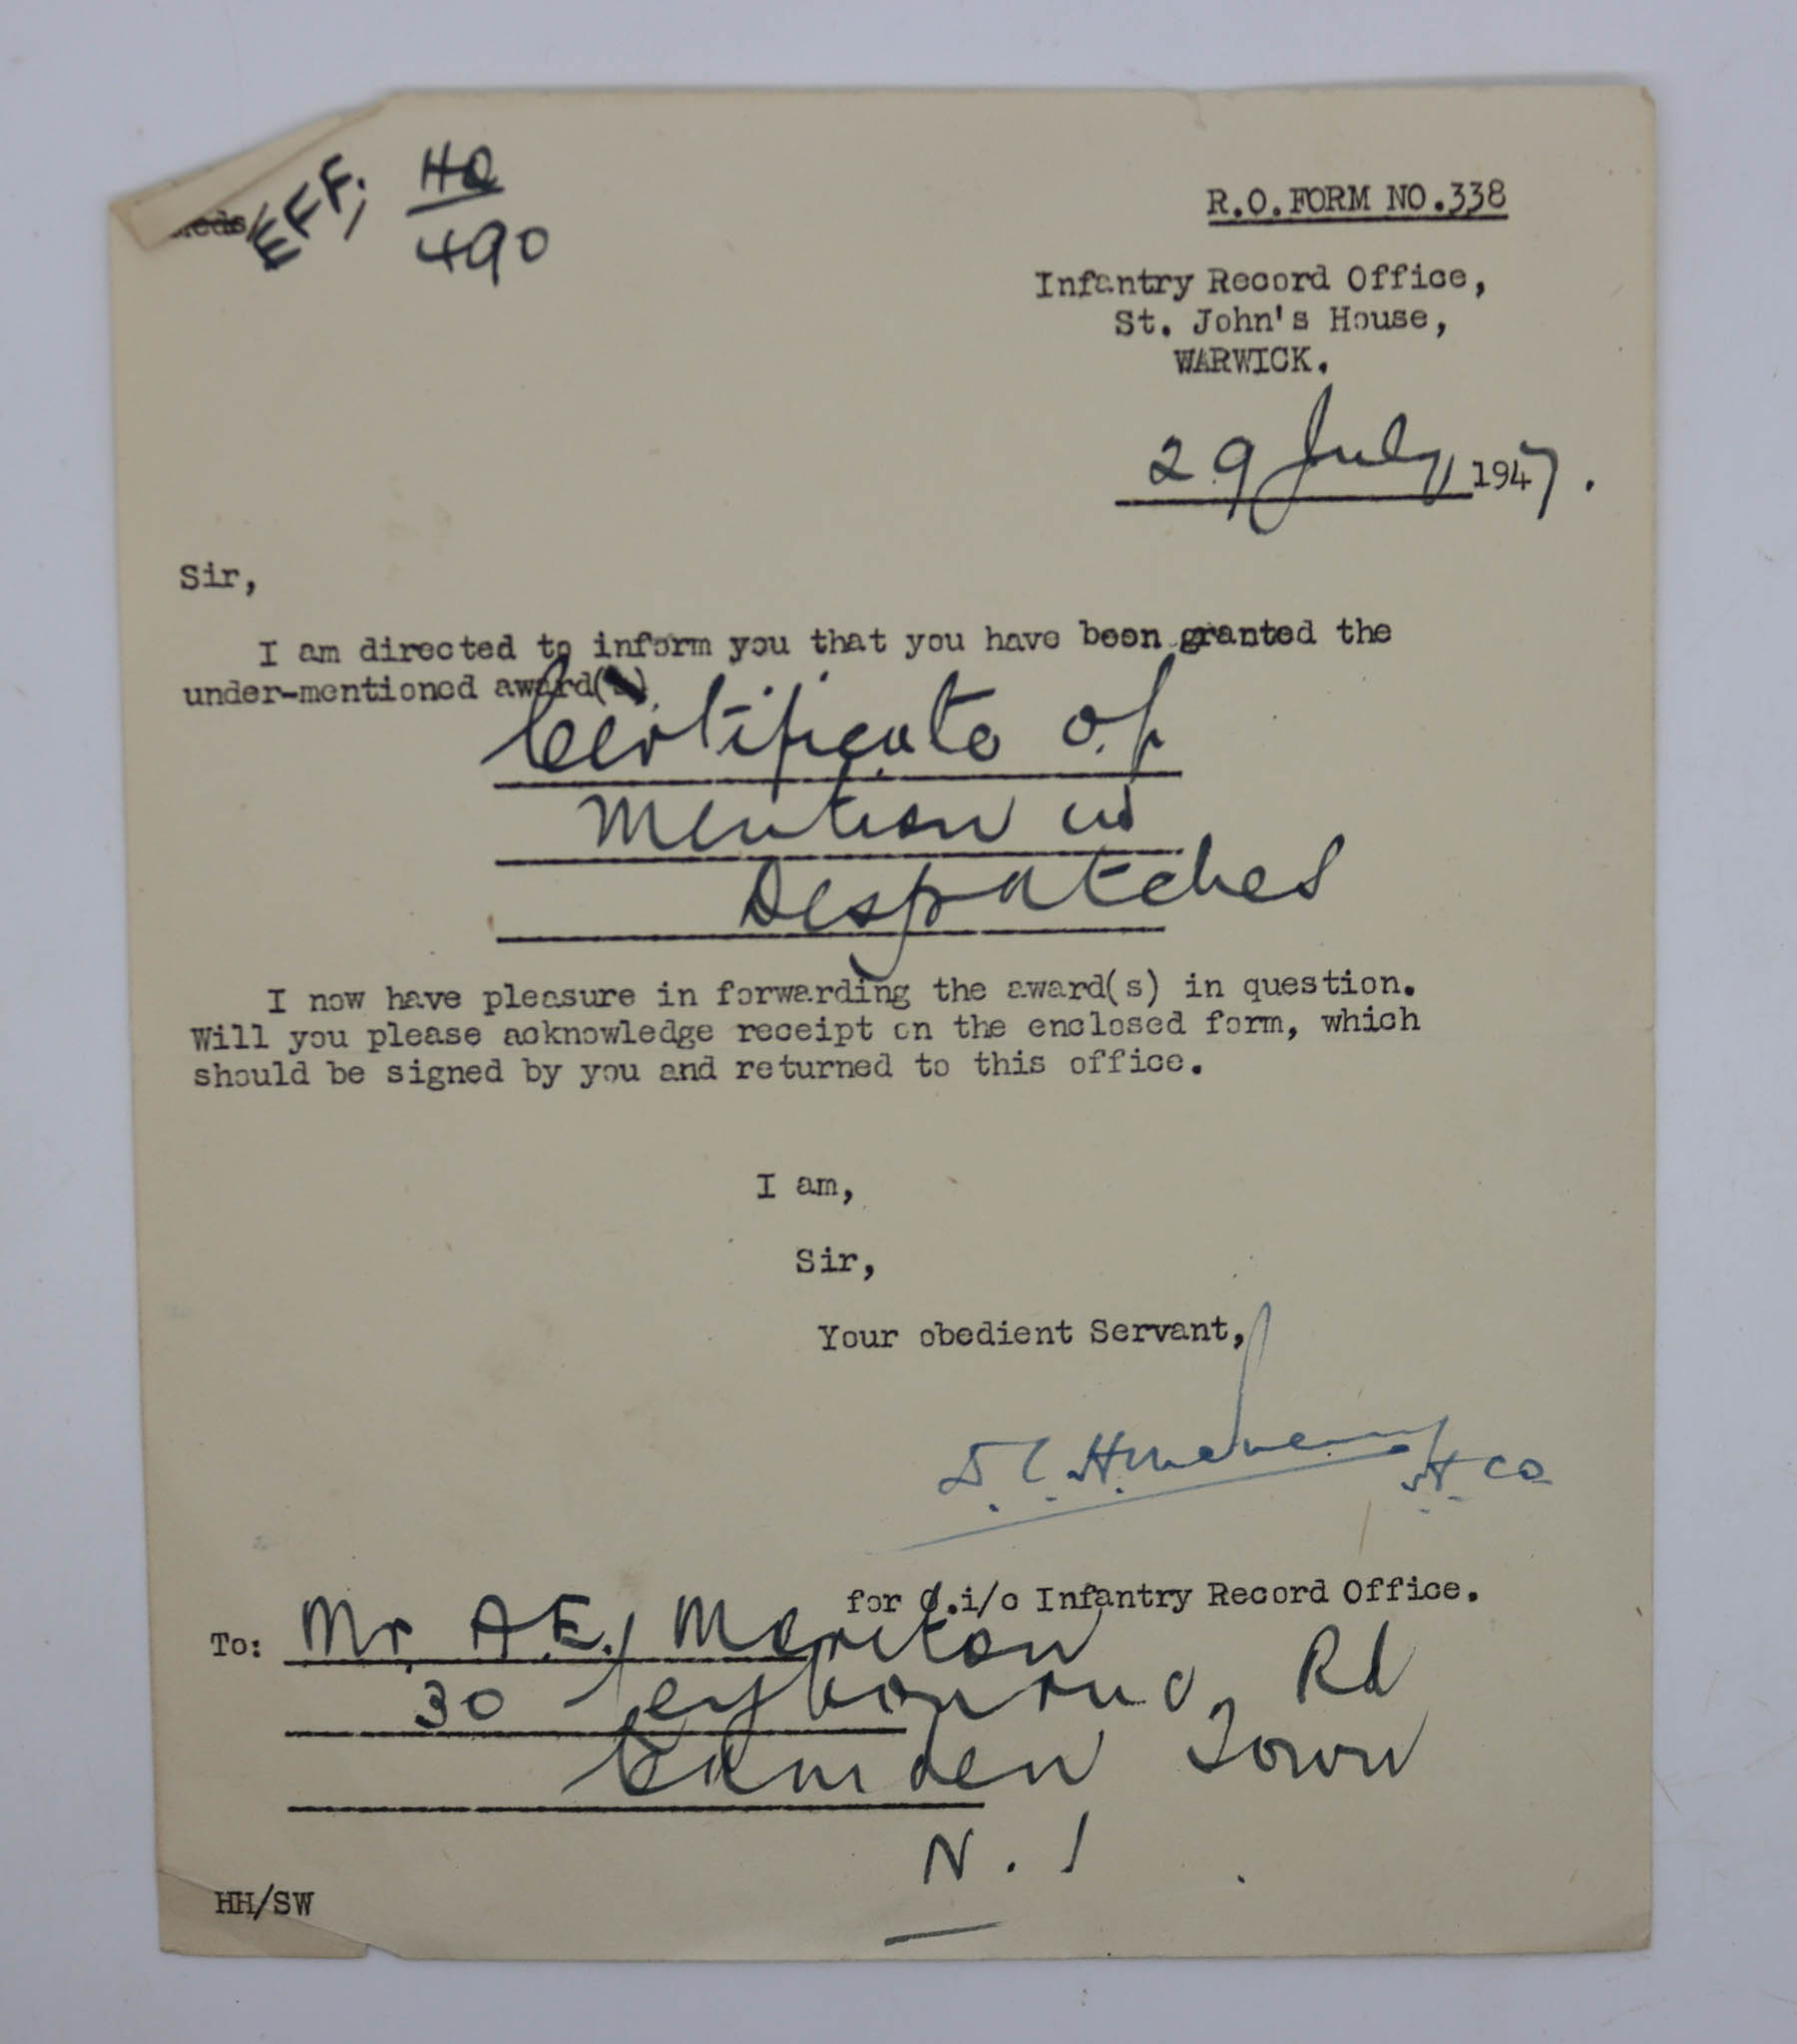 EFF/ HQ
490
R.O.FORM NO.338
Infantry Record Office,
St. John's House,
WARWICK.
29 July 1947.
Sir,
I am directed to inform you that you have been granted the
under-mentioned award(s)
Certificate of
Mention in
Despatches
I now have pleasure in forwarding the award(s) in question.
Will you please acknowledge receipt on the enclosed form, which
should be signed by you and returned to this office.
I am,
Sir,
Your obedient Servant,
for O.i/c Infantry Record Office.
To: Mr A.E. Moriton
30 Leybourne Rd
Camden Town
N.1
HH/SW